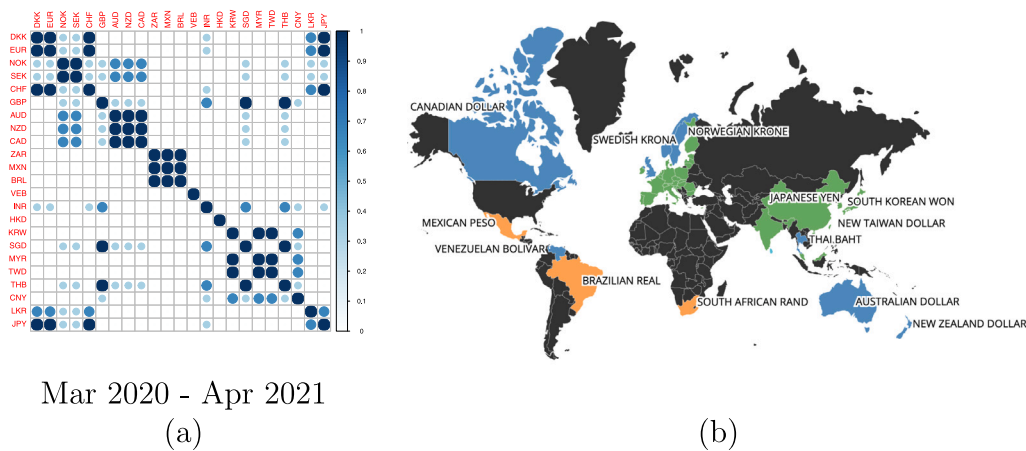 DKK EUR NOK SEK CHF GBP AUD NZD CAD ZAR MXN BRL VEB INR HKD KRW SGD MYR TWD THB CNY LKR JPY
DKK
EUR
NOK
SEK
CHF
GBP
AUD
NZD
CAD
ZAR
MXN
BRL
VEB
INR
HKD
KRW
SGD
MYR
TWD
THB
CNY
LKR
JPY
1
0.9
0.8
0.7
0.6
0.5
0.4
0.3
0.2
0.1
0
Mar 2020 - Apr 2021
(a)
CANADIAN DOLLAR
SWEDISH KRONA
NORWEGIAN KRONE
JAPANESE YEN
SOUTH KOREAN WON
MEXICAN PESO
NEW TAIWAN DOLLAR
VENEZUELAN BOLIVAR
THAI BAHT
BRAZILIAN REAL
SOUTH AFRICAN RAND
AUSTRALIAN DOLLAR
NEW ZEALAND DOLLAR
(b)